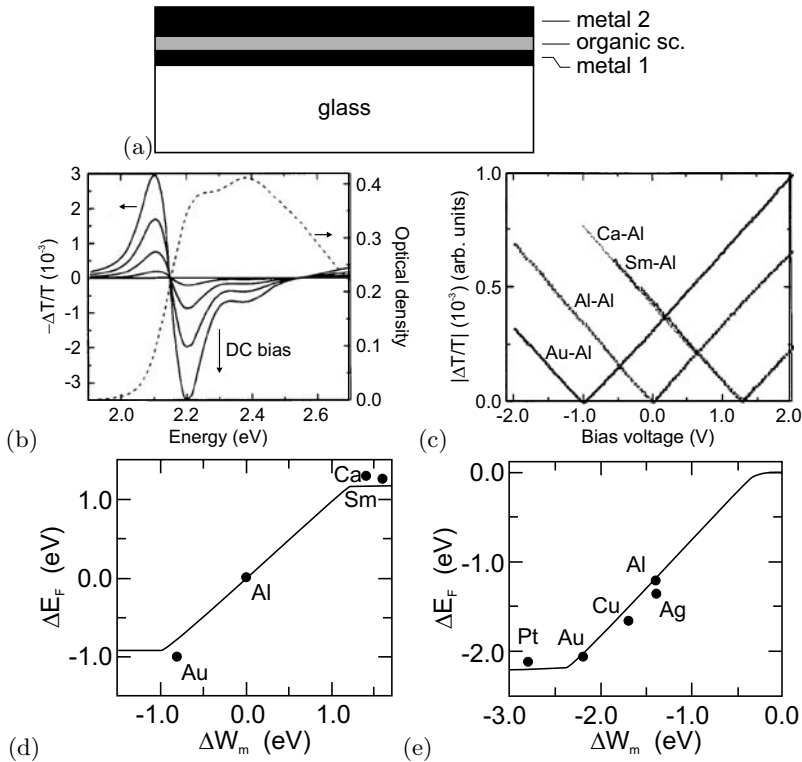 metal 2
organic sc.
metal 1
glass
(a)
3
2
1
0
-1
-2
-3
−ΔT/T (10⁻³)
0.4
0.3
0.2
0.1
0.0
Optical density
DC bias
2.0 2.2 2.4 2.6
Energy (eV)
(b)
1.0
0.5
0.0
|ΔT/T| (10⁻³) (arb. units)
Ca-Al
Sm-Al
Al-Al
Au-Al
-2.0 -1.0 0.0 1.0 2.0
Bias voltage (V)
(c)
1.0
0.0
-1.0
ΔE_F (eV)
Ca
Sm
Al
Au
-1.0 0.0 1.0
ΔW_m (eV)
(d)
0.0
-1.0
-2.0
ΔE_F (eV)
Al
Ag
Cu
Au
Pt
-3.0 -2.0 -1.0 0.0
ΔW_m (eV)
(e)